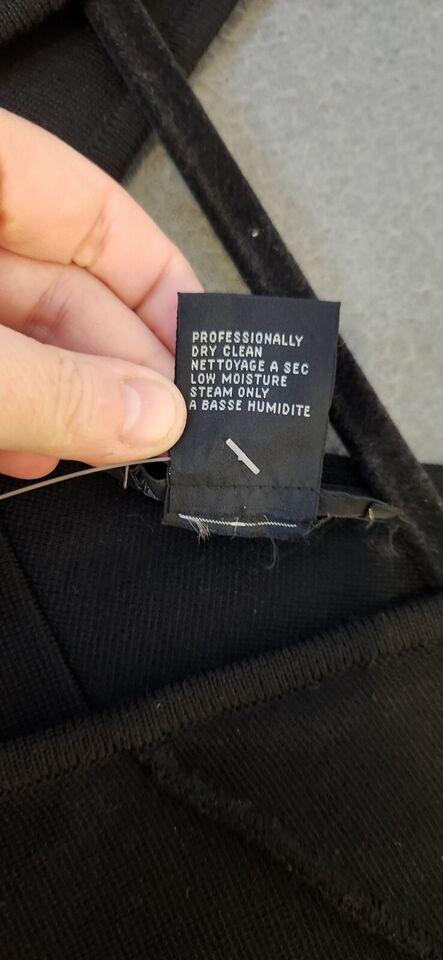 PROFESSIONALLY
DRY CLEAN
NETTOYAGE A SEC
LOW MOISTURE
STEAM ONLY
A BASSE HUMIDITE